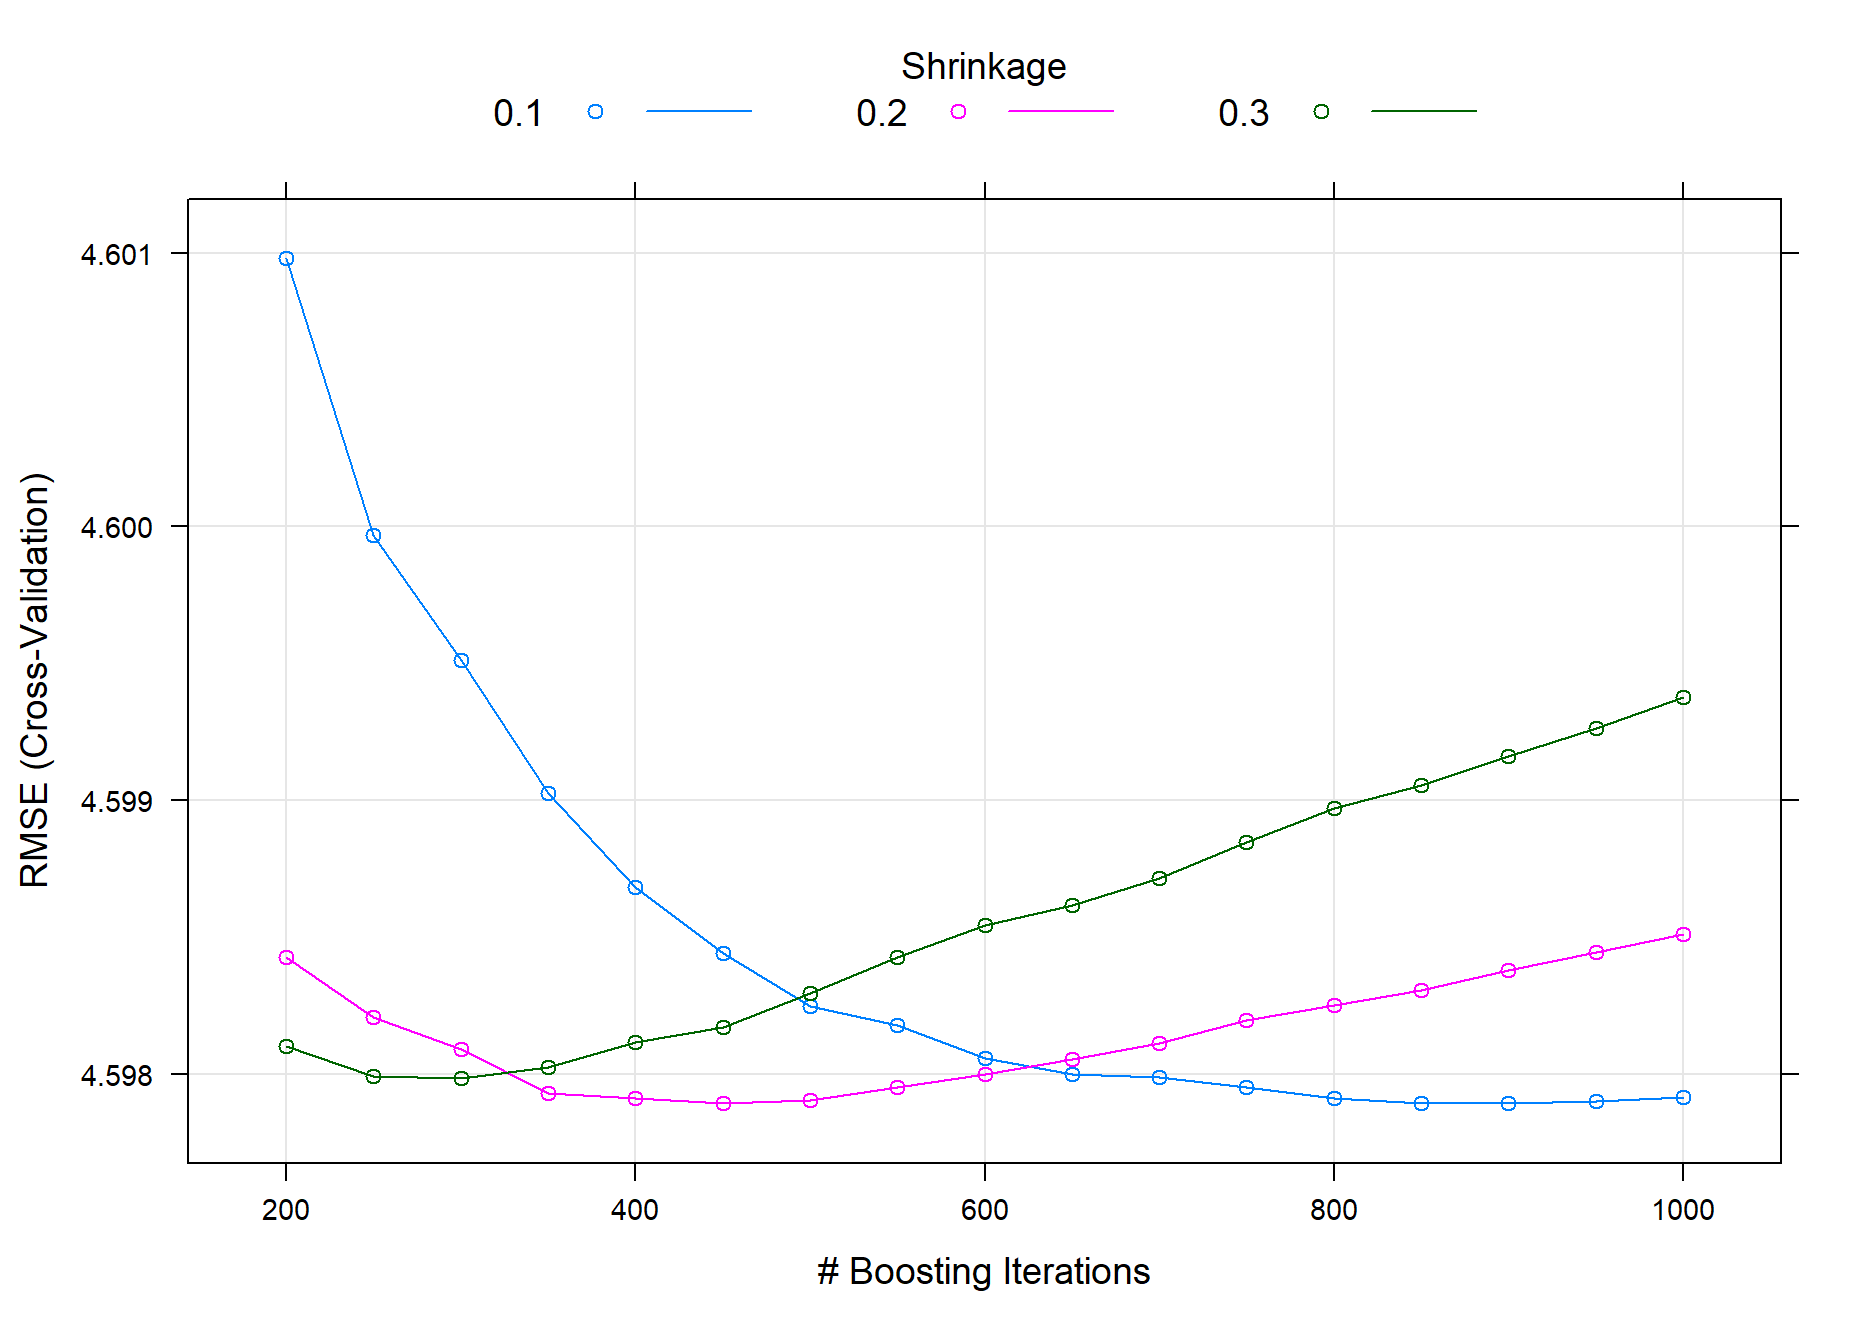 Shrinkage
0.1 0.2 0.3
4.601
4.600
4.599
4.598
RMSE (Cross-Validation)
200 400 600 800 1000
# Boosting Iterations